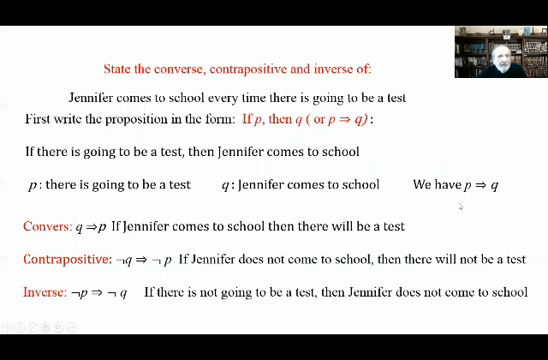 State the converse, contrapositive and inverse of:
Jennifer comes to school every time there is going to be a test
First write the proposition in the form: If p, then q ( or p ⇒ q) :
If there is going to be a test, then Jennifer comes to school
p : there is going to be a test q : Jennifer comes to school We have p ⇒ q
Convers: q ⇒p If Jennifer comes to school then there will be a test
Contrapositive: ¬q ⇒ ¬ p If Jennifer does not come to school, then there will not be a test
Inverse: ¬p ⇒ ¬ q If there is not going to be a test, then Jennifer does not come to school